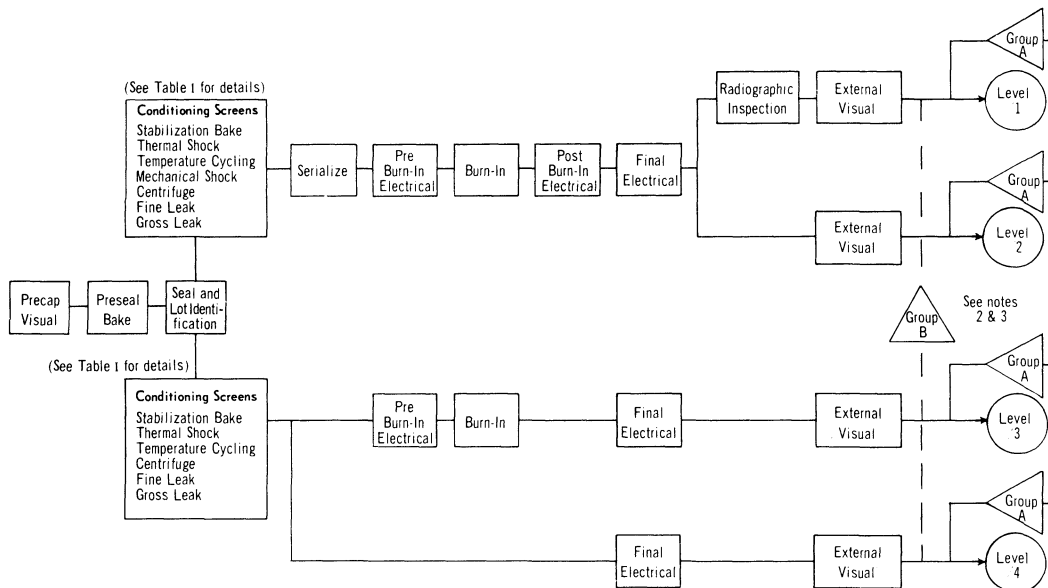 (See Table 1 for details)
Conditioning Screens
Stabilization Bake
Thermal Shock
Temperature Cycling
Mechanical Shock
Centrifuge
Fine Leak
Gross Leak
Serialize
Pre
Burn-In
Electrical
Burn-In
Post
Burn-In
Electrical
Final
Electrical
Radiographic
Inspection
External
Visual
Group
A
Level
1
External
Visual
Group
A
Level
2
Precap
Visual
Preseal
Bake
Seal and
Lot Identi-
fication
Group
B
See notes
2 & 3
(See Table 1 for details)
Conditioning Screens
Stabilization Bake
Thermal Shock
Temperature Cycling
Centrifuge
Fine Leak
Gross Leak
Pre
Burn-In
Electrical
Burn-In
Final
Electrical
External
Visual
Group
A
Level
3
Final
Electrical
External
Visual
Group
A
Level
4